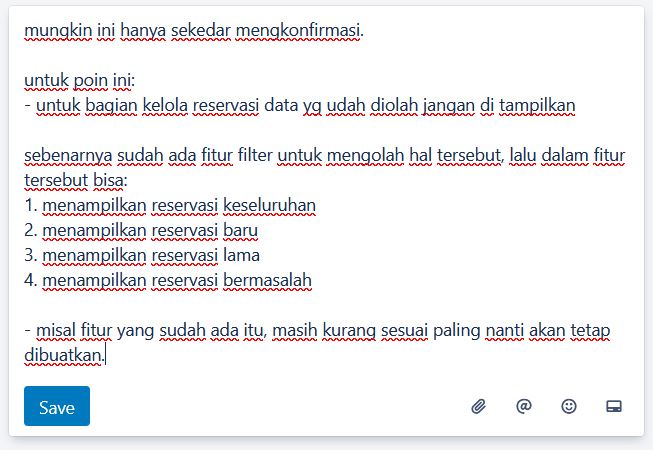 mungkin ini hanya sekedar mengkonfirmasi.
untuk poin ini:
- untuk bagian kelola reservasi data yg udah diolah jangan di tampilkan
sebenarnya sudah ada fitur filter untuk mengolah hal tersebut, lalu dalam fitur
tersebut bisa:
1. menampilkan reservasi keseluruhan
2. menampilkan reservasi baru
3. menampilkan reservasi lama
4. menampilkan reservasi bermasalah
- misal fitur yang sudah ada itu, masih kurang sesuai paling nanti akan tetap
dibuatkan.
Save